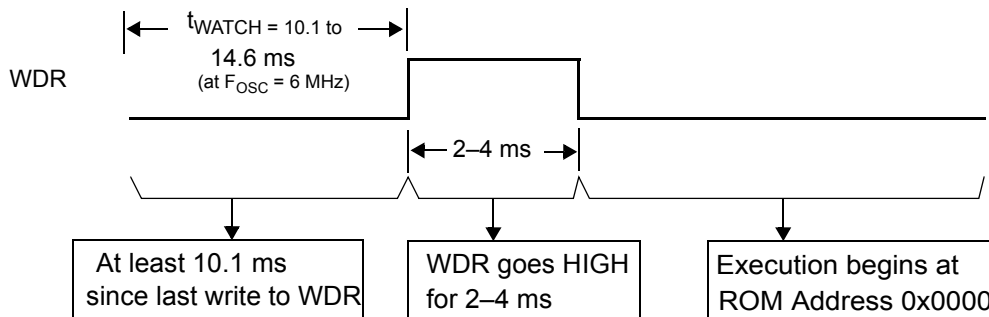 tWATCH = 10.1 to
14.6 ms
(at FOSC = 6 MHz)
WDR
2–4 ms
At least 10.1 ms
since last write to WDR
WDR goes HIGH
for 2–4 ms
Execution begins at
ROM Address 0x0000